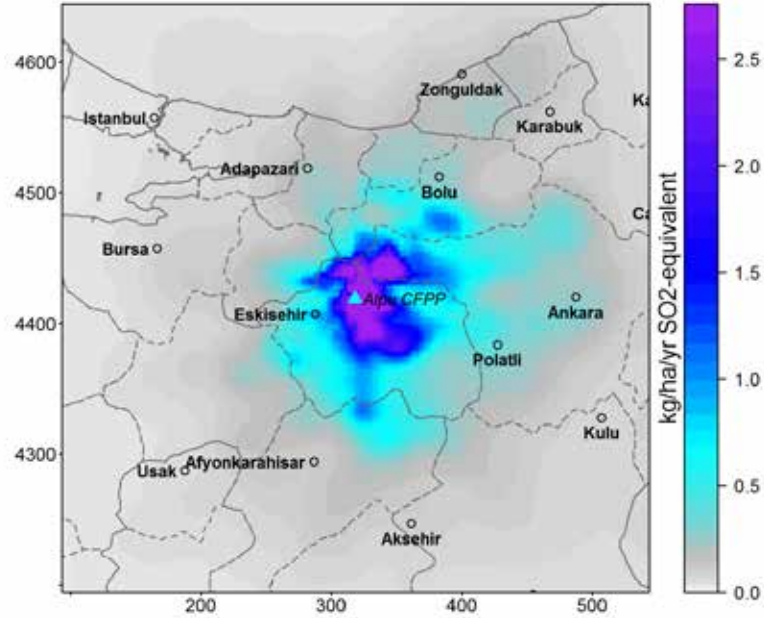 4600
4500
4400
4300
200
300
400
500
Zonguldak
Istanbul
Karabuk
Ka
Adapazari
Bolu
Ca
Bursa
Alpu CFPP
Eskisehir
Ankara
Polatli
Kulu
Usak
Afyonkarahisar
Aksehir
2.5
2.0
1.5
1.0
0.5
0.0
kg/ha/yr SO2-equivalent